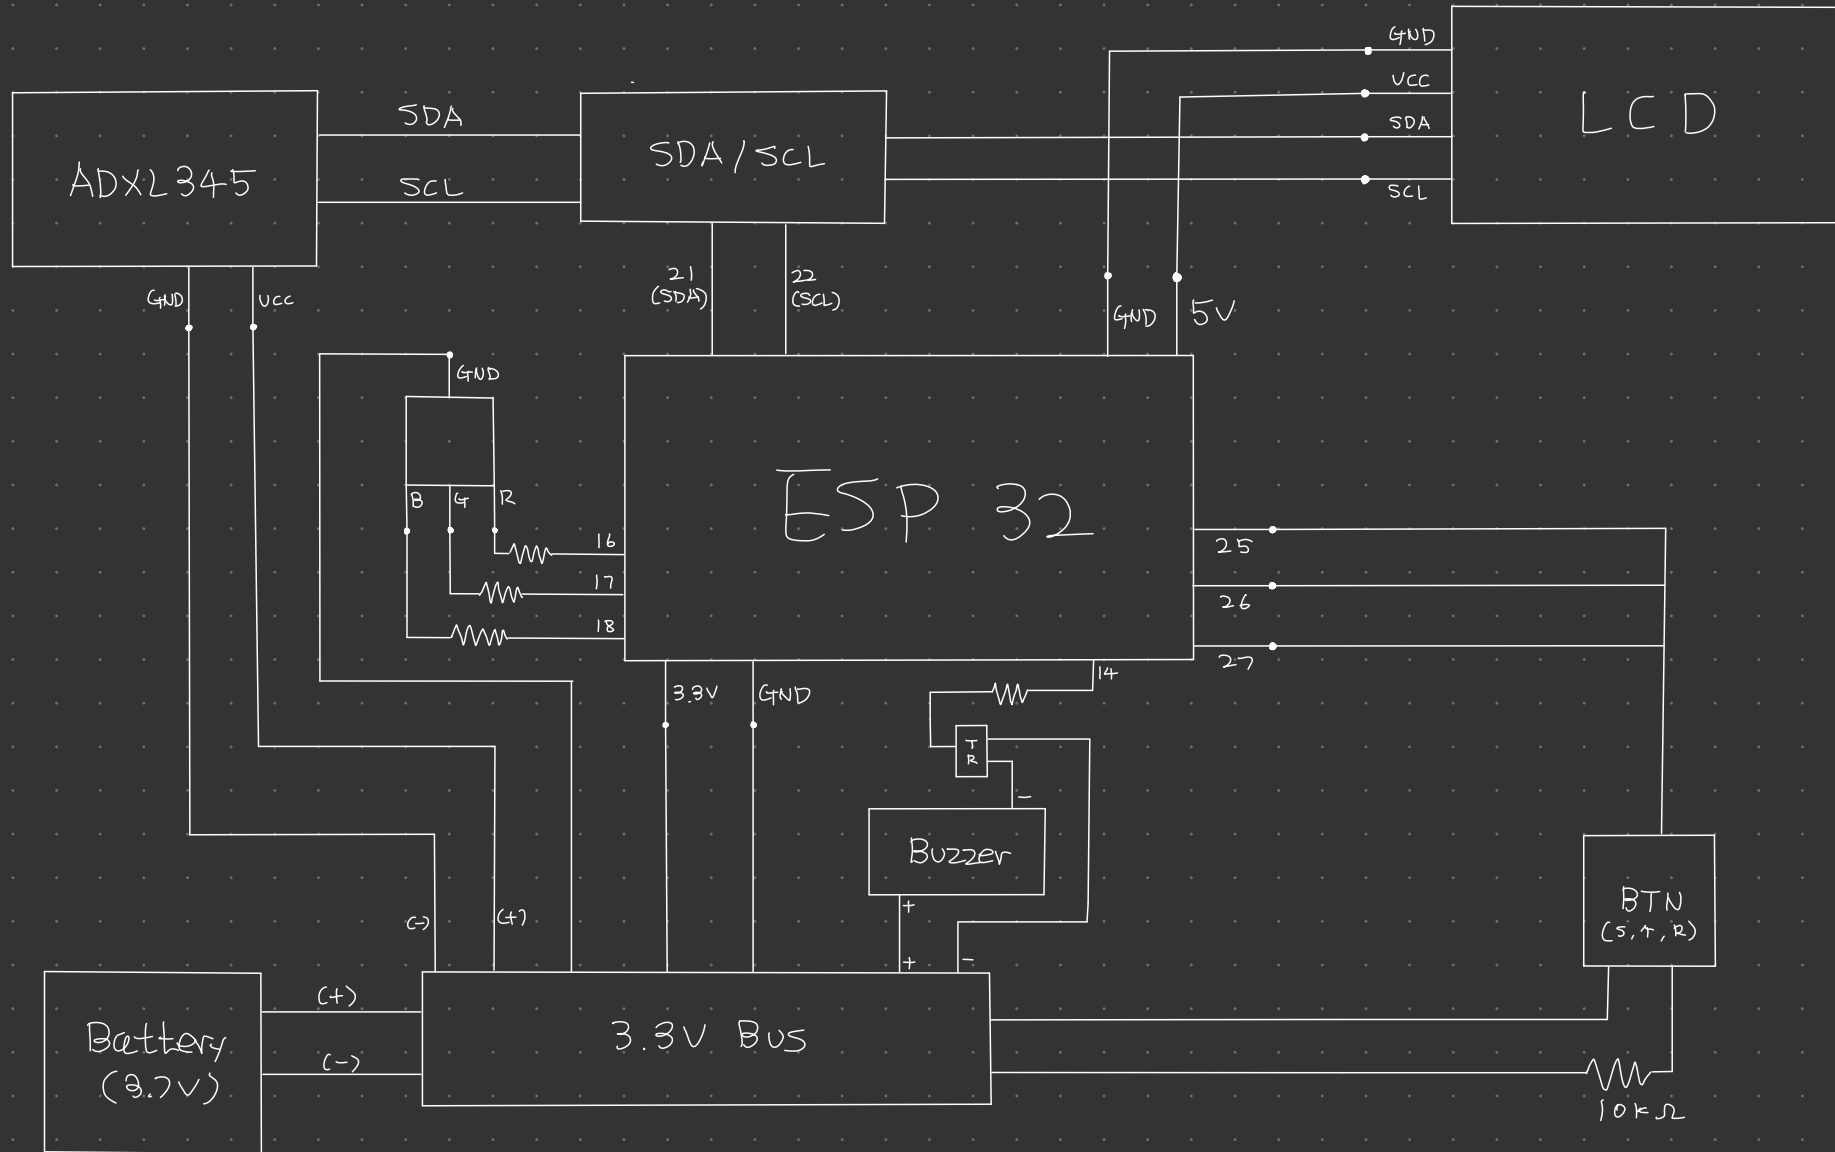 GND
VCC
SDA
SCL
LCD
SDA
SCL
ADXL345
SDA/SCL
GND
VCC
21
(SDA)
22
(SCL)
GND
5V
GND
B G R
16
17
18
ESP 32
25
26
27
3.3V
GND
14
T
R
-
Buzzer
+
(-)
(+)
+
-
BTN
(S, T, R)
Battery
(3.7V)
(+)
(-)
3.3V Bus
10KΩ